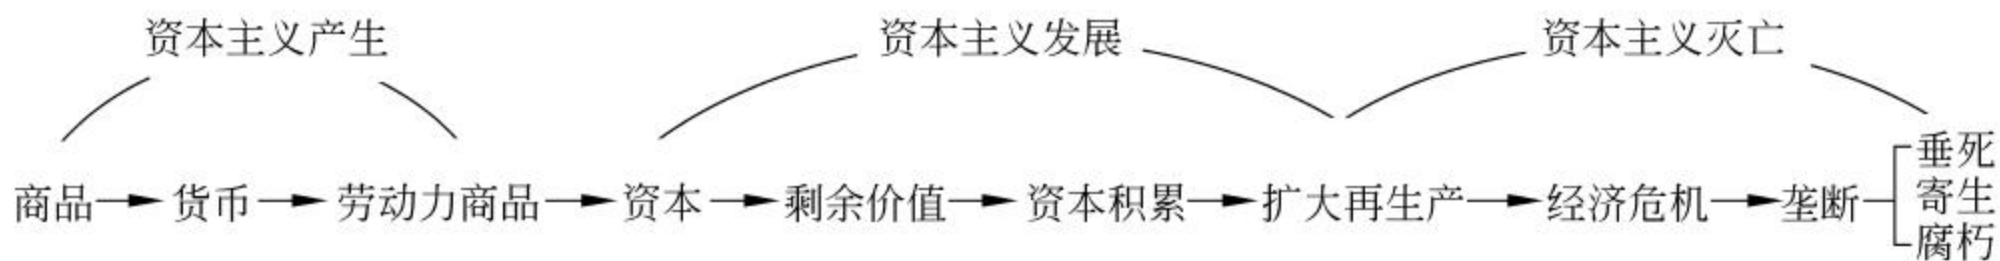 资本主义产生 资本主义发展 资本主义灭亡
商品 货币 劳动力商品 资本 剩余价值 资本积累 扩大再生产 经济危机 垄断
垂死
寄生
腐朽